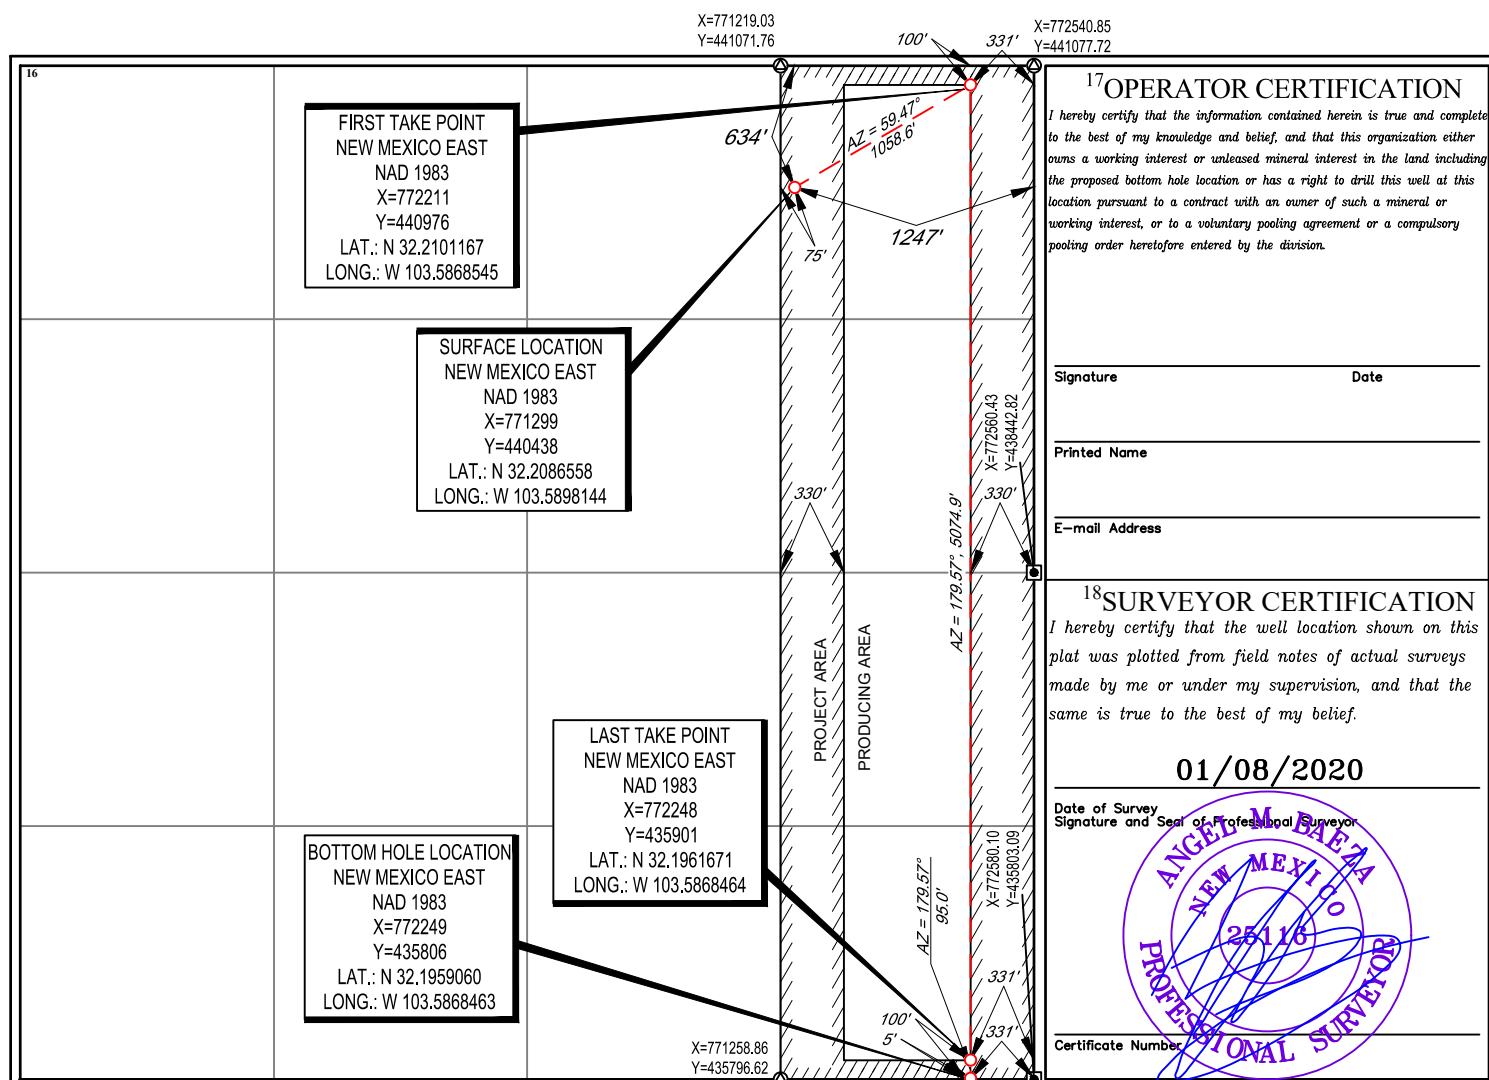 X=771219.03
Y=441071.76
100'
331'
X=772540.85
Y=441077.72
16
FIRST TAKE POINT
NEW MEXICO EAST
NAD 1983
X=772211
Y=440976
LAT.: N 32.2101167
LONG.: W 103.5868545
634'
AZ = 59.47°
1058.6'
1247'
75'
SURFACE LOCATION
NEW MEXICO EAST
NAD 1983
X=771299
Y=440438
LAT.: N 32.2086558
LONG.: W 103.5898144
330'
330'
X=772560.43
Y=438442.82
AZ = 179.57°, 5074.9'
PROJECT AREA
PRODUCING AREA
LAST TAKE POINT
NEW MEXICO EAST
NAD 1983
X=772248
Y=435901
LAT.: N 32.1961671
LONG.: W 103.5868464
BOTTOM HOLE LOCATION
NEW MEXICO EAST
NAD 1983
X=772249
Y=435806
LAT.: N 32.1959060
LONG.: W 103.5868463
AZ = 179.57°
95.0'
X=772580.10
Y=435803.09
331'
100'
5'
331'
X=771258.86
Y=435796.62
17OPERATOR CERTIFICATION
I hereby certify that the information contained herein is true and complete
to the best of my knowledge and belief, and that this organization either
owns a working interest or unleased mineral interest in the land including
the proposed bottom hole location or has a right to drill this well at this
location pursuant to a contract with an owner of such a mineral or
working interest, or to a voluntary pooling agreement or a compulsory
pooling order heretofore entered by the division.
Signature Date
Printed Name
E-mail Address
18SURVEYOR CERTIFICATION
I hereby certify that the well location shown on this
plat was plotted from field notes of actual surveys
made by me or under my supervision, and that the
same is true to the best of my belief.
01/08/2020
Date of Survey
Signature and Seal of Professional Surveyor
ANGEL M. BAEZA
NEW MEXICO
25116
PROFESSIONAL SURVEYOR
Certificate Number